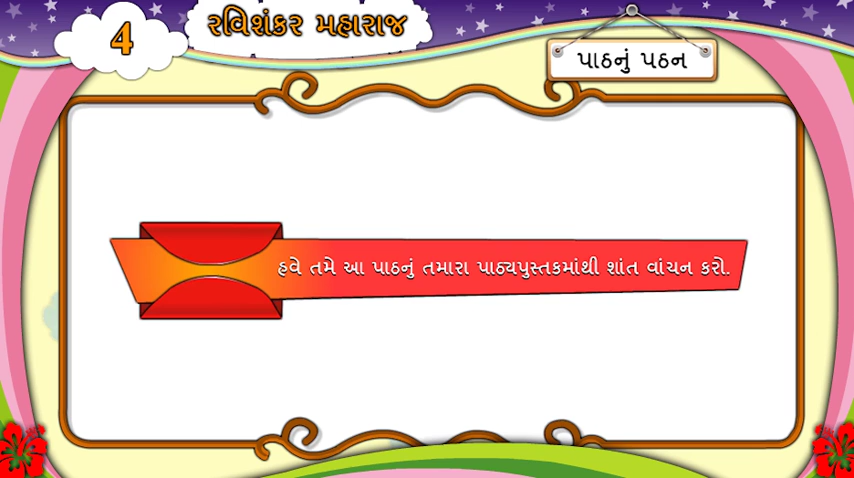 4
રવિશંકર મહારાજ
પાઠનું પઠન
હવે તમે આ પાઠનું તમારા પાઠ્યપુસ્તકમાંથી શાંત વાંચન કરો.